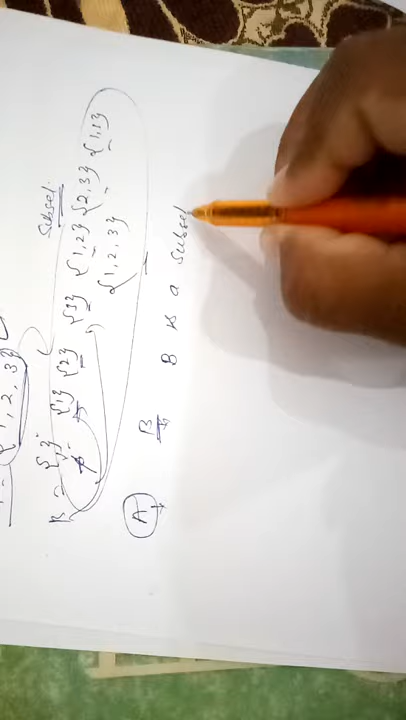 {1, 2, 3}
Subset
B = { } {1} {2} {3} {1,2} {2,3} {1,3}
ϕ {1, 2, 3}
A B
B is a subset